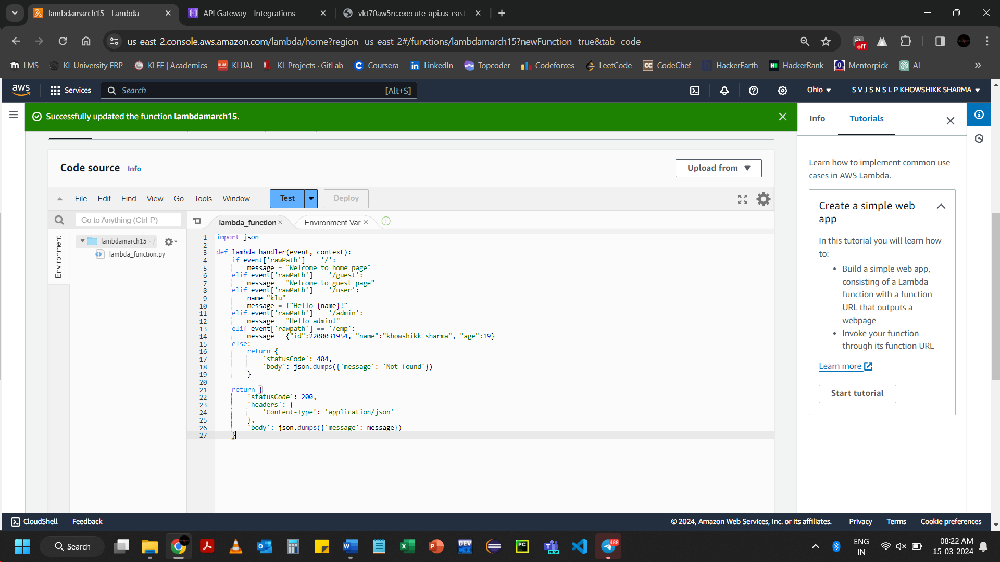 lambdamarch15 - Lambda
API Gateway - Integrations
vkt70aw5rc.execute-api.us-east
us-east-2.console.aws.amazon.com/lambda/home?region=us-east-2#/functions/lambdamarch15?newFunction=true&tab=code
off
LMS KL University ERP KLEF | Academics KLUAI KL Projects · GitLab Coursera LinkedIn Topcoder Codeforces LeetCode CodeChef HackerEarth HackerRank Mentorpick AI
aws Services Search [Alt+S] Ohio S V J S N S L P KHOWSHIKK SHARMA
Successfully updated the function lambdamarch15.
Code source Info
Upload from
File Edit Find View Go Tools Window Test Deploy
Go to Anything (Ctrl-P)
lambda_function
Environment Vari
Environment
lambdamarch15 - /
lambda_function.py
1 import json
2
3 def lambda_handler(event, context):
4 if event['rawPath'] == '/':
5 message = "Welcome to home page"
6 elif event['rawPath'] == '/guest':
7 message = "Welcome to guest page"
8 elif event['rawPath'] == '/user':
9 name="klu"
10 message = f"Hello {name}!"
11 elif event['rawPath'] == '/admin':
12 message = "Hello admin!"
13 elif event['rawpath'] == '/emp':
14 message = {"id":2200031954, "name":"khowshikk sharma", "age":19}
15 else:
16 return {
17 'statusCode': 404,
18 'body': json.dumps({'message': 'Not found'})
19 }
20
21 return {
22 'statusCode': 200,
23 'headers': {
24 'Content-Type': 'application/json'
25 },
26 'body': json.dumps({'message': message})
27 }
Info
Tutorials
Learn how to implement common use
cases in AWS Lambda.
Create a simple web
app
In this tutorial you will learn how
to:
• Build a simple web app,
consisting of a Lambda
function with a function
URL that outputs a
webpage
• Invoke your function
through its function URL
Learn more
Start tutorial
CloudShell Feedback © 2024, Amazon Web Services, Inc. or its affiliates. Privacy Terms Cookie preferences
Search
DEV
PC
NEW
488
ENG
IN
08:22 AM
15-03-2024